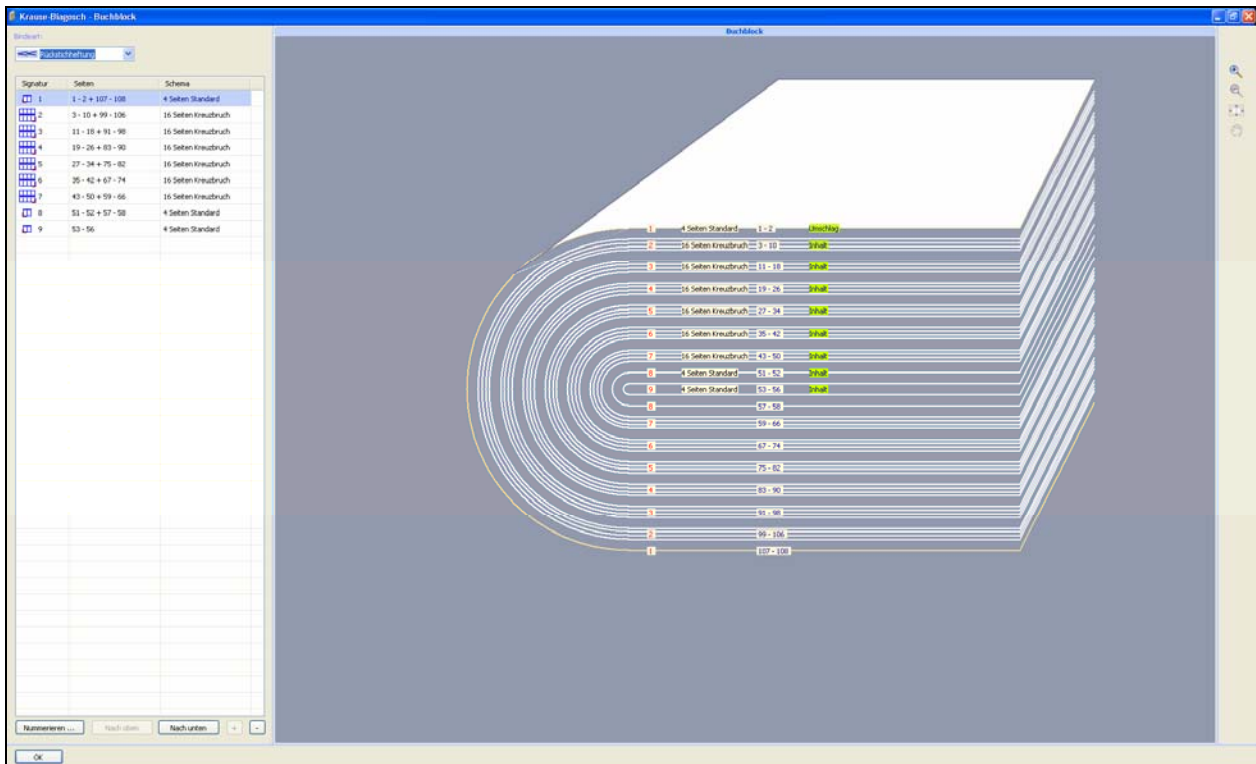 Krause-Biagosch - Buchblock
Bindeart:
Rückstichheftung
Signatur Seiten Schema
1 1 - 2 + 107 - 108 4 Seiten Standard
2 3 - 10 + 99 - 106 16 Seiten Kreuzbruch
3 11 - 18 + 91 - 98 16 Seiten Kreuzbruch
4 19 - 26 + 83 - 90 16 Seiten Kreuzbruch
5 27 - 34 + 75 - 82 16 Seiten Kreuzbruch
6 35 - 42 + 67 - 74 16 Seiten Kreuzbruch
7 43 - 50 + 59 - 66 16 Seiten Kreuzbruch
8 51 - 52 + 57 - 58 4 Seiten Standard
9 53 - 56 4 Seiten Standard
Nummerieren ... Nach oben Nach unten + -
OK
Buchblock
1 4 Seiten Standard 1 - 2 Umschlag
2 16 Seiten Kreuzbruch 3 - 10 Inhalt
3 16 Seiten Kreuzbruch 11 - 18 Inhalt
4 16 Seiten Kreuzbruch 19 - 26 Inhalt
5 16 Seiten Kreuzbruch 27 - 34 Inhalt
6 16 Seiten Kreuzbruch 35 - 42 Inhalt
7 16 Seiten Kreuzbruch 43 - 50 Inhalt
8 4 Seiten Standard 51 - 52 Inhalt
9 4 Seiten Standard 53 - 56 Inhalt
8 57 - 58
7 59 - 66
6 67 - 74
5 75 - 82
4 83 - 90
3 91 - 98
2 99 - 106
1 107 - 108